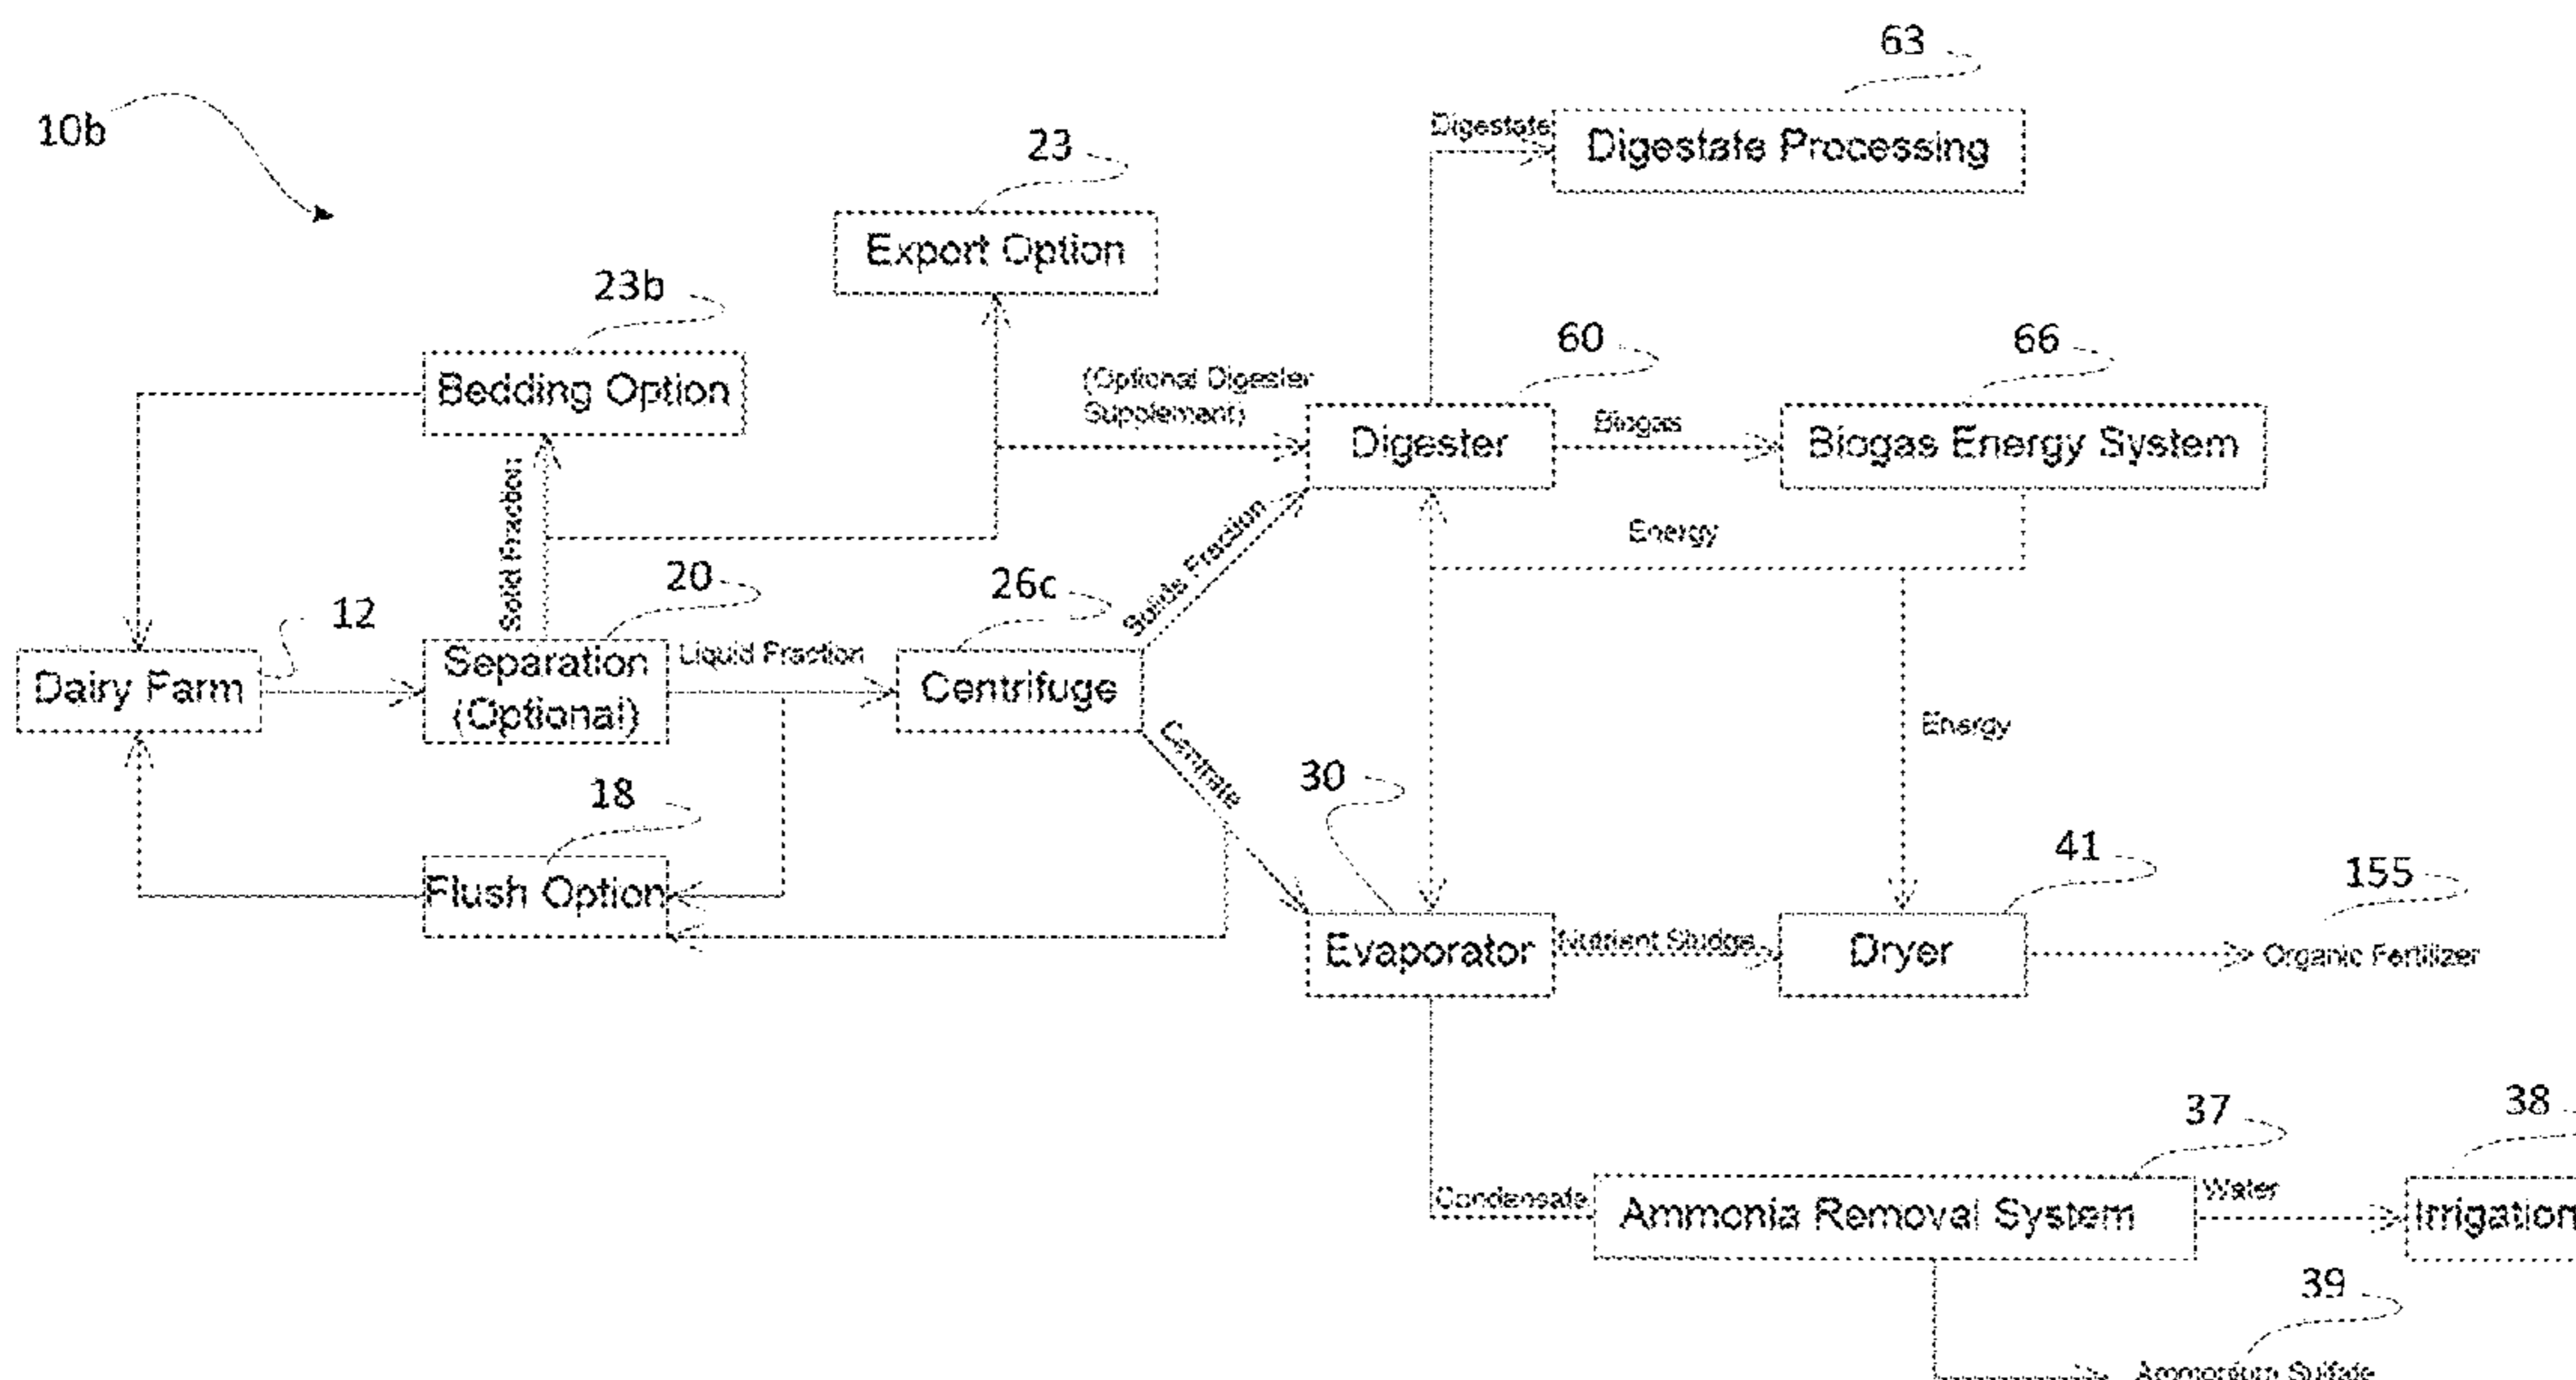 63
10b
Digestate
Digestate Processing
23
Export Option
23b
60
66
(Optional Digester
Supplement)
Bedding Option
Digester
Biogas
Biogas Energy System
Solid Fraction
Solids Fraction
Energy
20
26c
12
Separation
(Optional)
Liquid Fraction
Dairy Farm
Centrifuge
Energy
Centrate
30
18
41
155
Flush Option
Evaporator
Nutrient Sludge
Dryer
Organic Fertilizer
37
38
Condensate
Ammonia Removal System
Water
Irrigation
39
Ammonium Sulfate